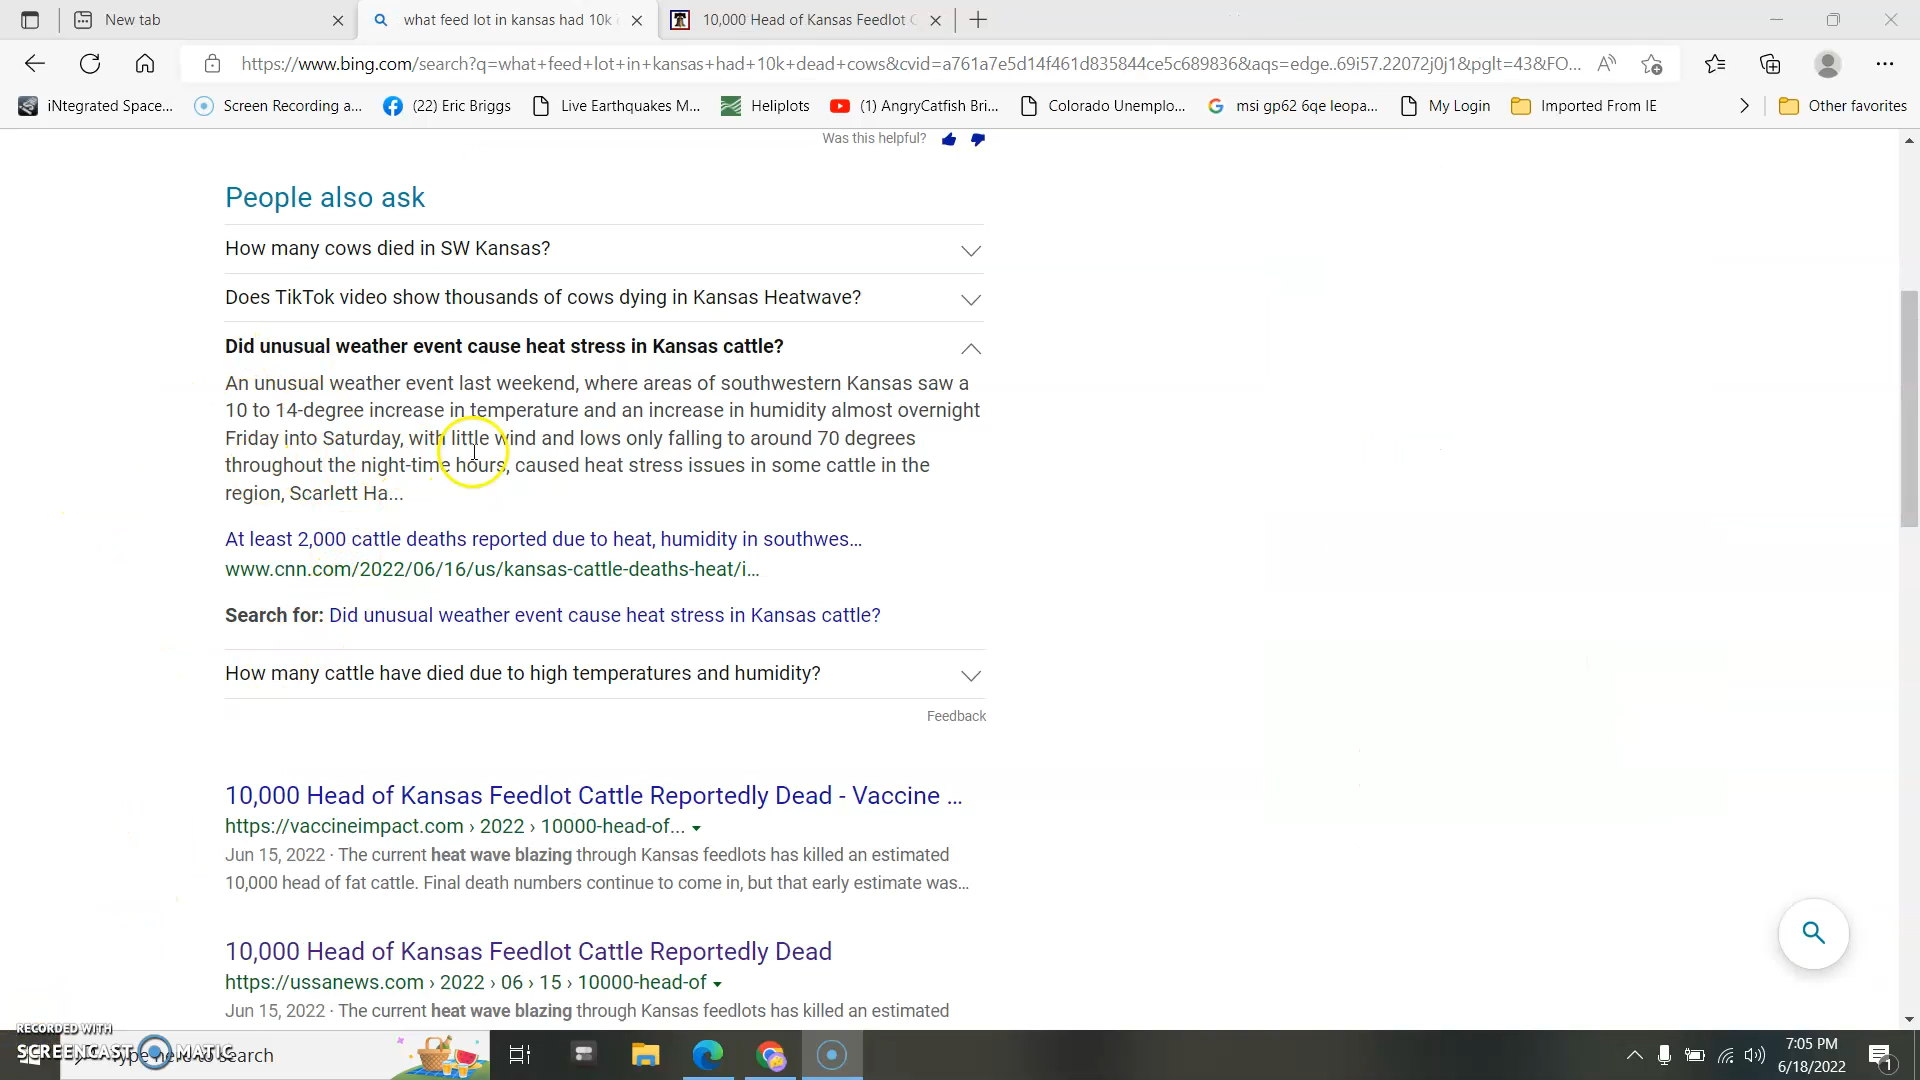 New tab
what feed lot in kansas had 10k
10,000 Head of Kansas Feedlot
https://www.bing.com/search?q=what+feed+lot+in+kansas+had+10k+dead+cows&cvid=a761a7e5d14f461d835844ce5c689836&aqs=edge..69i57.22072j0j1&pglt=43&FO...
iNtegrated Space...
Screen Recording a...
(22) Eric Briggs
Live Earthquakes M...
Heliplots
(1) AngryCatfish Bri...
Colorado Unemplo...
msi gp62 6qe leopa...
My Login
Imported From IE
Other favorites
Was this helpful?
People also ask
How many cows died in SW Kansas?
Does TikTok video show thousands of cows dying in Kansas Heatwave?
Did unusual weather event cause heat stress in Kansas cattle?
An unusual weather event last weekend, where areas of southwestern Kansas saw a
10 to 14-degree increase in temperature and an increase in humidity almost overnight
Friday into Saturday, with little wind and lows only falling to around 70 degrees
throughout the night-time hours, caused heat stress issues in some cattle in the
region, Scarlett Ha...
At least 2,000 cattle deaths reported due to heat, humidity in southwes...
www.cnn.com/2022/06/16/us/kansas-cattle-deaths-heat/i...
Search for: Did unusual weather event cause heat stress in Kansas cattle?
How many cattle have died due to high temperatures and humidity?
Feedback
10,000 Head of Kansas Feedlot Cattle Reportedly Dead - Vaccine ...
https://vaccineimpact.com › 2022 › 10000-head-of...
Jun 15, 2022 · The current heat wave blazing through Kansas feedlots has killed an estimated
10,000 head of fat cattle. Final death numbers continue to come in, but that early estimate was...
10,000 Head of Kansas Feedlot Cattle Reportedly Dead
https://ussanews.com › 2022 › 06 › 15 › 10000-head-of
Jun 15, 2022 · The current heat wave blazing through Kansas feedlots has killed an estimated
RECORDED WITH
SCREENCAST MATIC
Type here to search
7:05 PM
6/18/2022
1